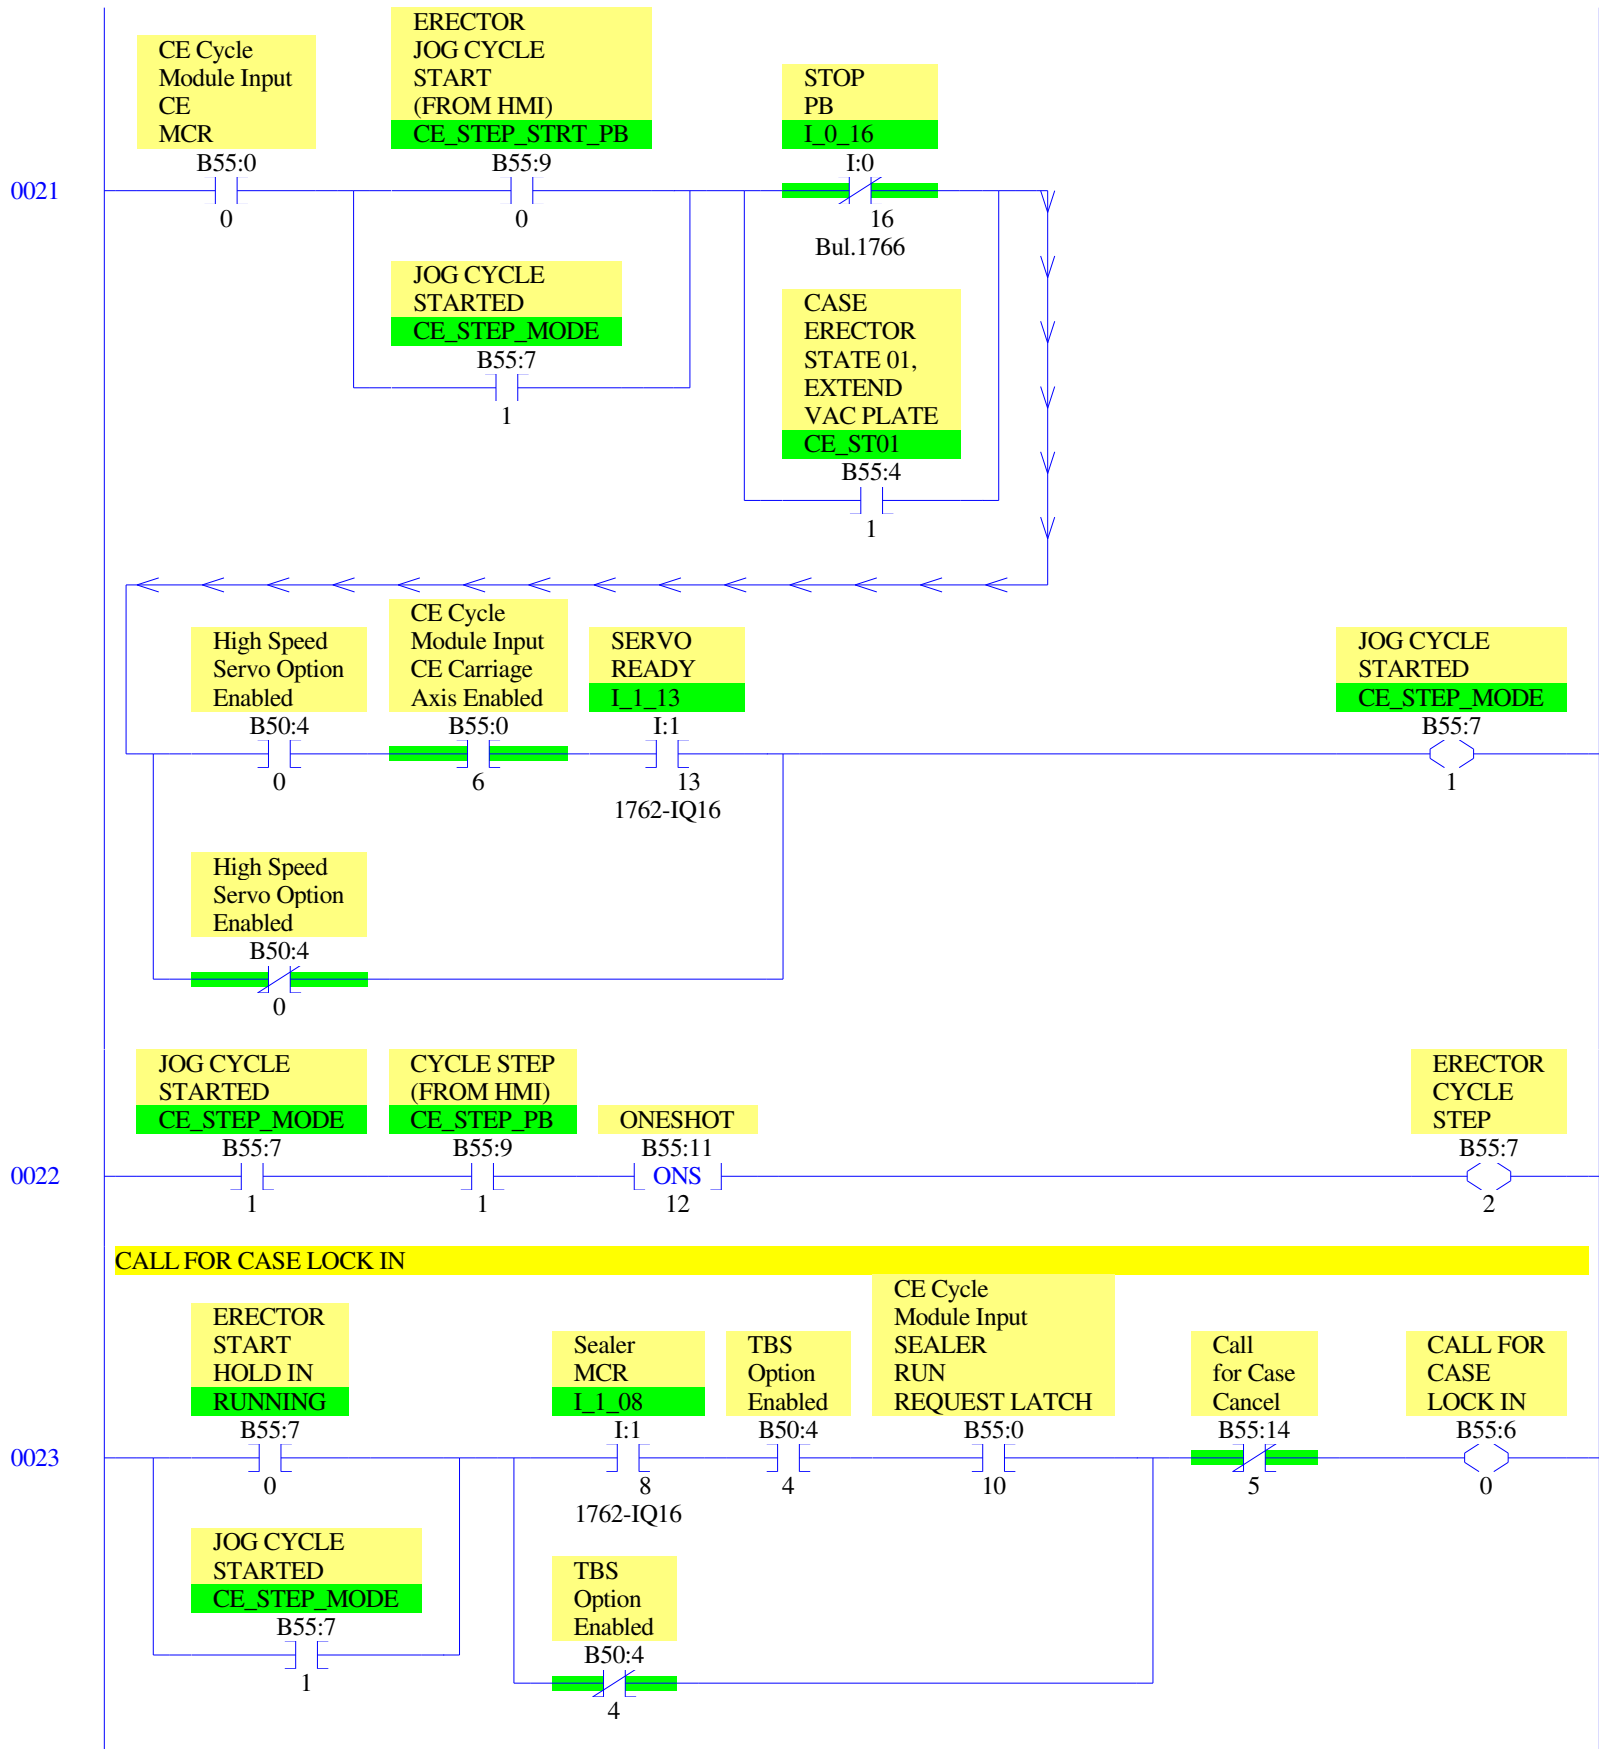 CE Cycle
Module Input
CE
MCR
B55:0
0
ERECTOR
JOG CYCLE
START
(FROM HMI)
CE_STEP_STRT_PB
B55:9
0
STOP
PB
I_0_16
I:0
16
Bul.1766
0021
JOG CYCLE
STARTED
CE_STEP_MODE
B55:7
1
CASE
ERECTOR
STATE 01,
EXTEND
VAC PLATE
CE_ST01
B55:4
1
High Speed
Servo Option
Enabled
B50:4
0
CE Cycle
Module Input
CE Carriage
Axis Enabled
B55:0
6
SERVO
READY
I_1_13
I:1
13
1762-IQ16
JOG CYCLE
STARTED
CE_STEP_MODE
B55:7
1
High Speed
Servo Option
Enabled
B50:4
0
0022
JOG CYCLE
STARTED
CE_STEP_MODE
B55:7
1
CYCLE STEP
(FROM HMI)
CE_STEP_PB
B55:9
1
ONESHOT
B55:11
ONS
12
ERECTOR
CYCLE
STEP
B55:7
2
CALL FOR CASE LOCK IN
0023
ERECTOR
START
HOLD IN
RUNNING
B55:7
0
Sealer
MCR
I_1_08
I:1
8
1762-IQ16
TBS
Option
Enabled
B50:4
4
CE Cycle
Module Input
SEALER
RUN
REQUEST LATCH
B55:0
10
Call
for Case
Cancel
B55:14
5
CALL FOR
CASE
LOCK IN
B55:6
0
JOG CYCLE
STARTED
CE_STEP_MODE
B55:7
1
TBS
Option
Enabled
B50:4
4